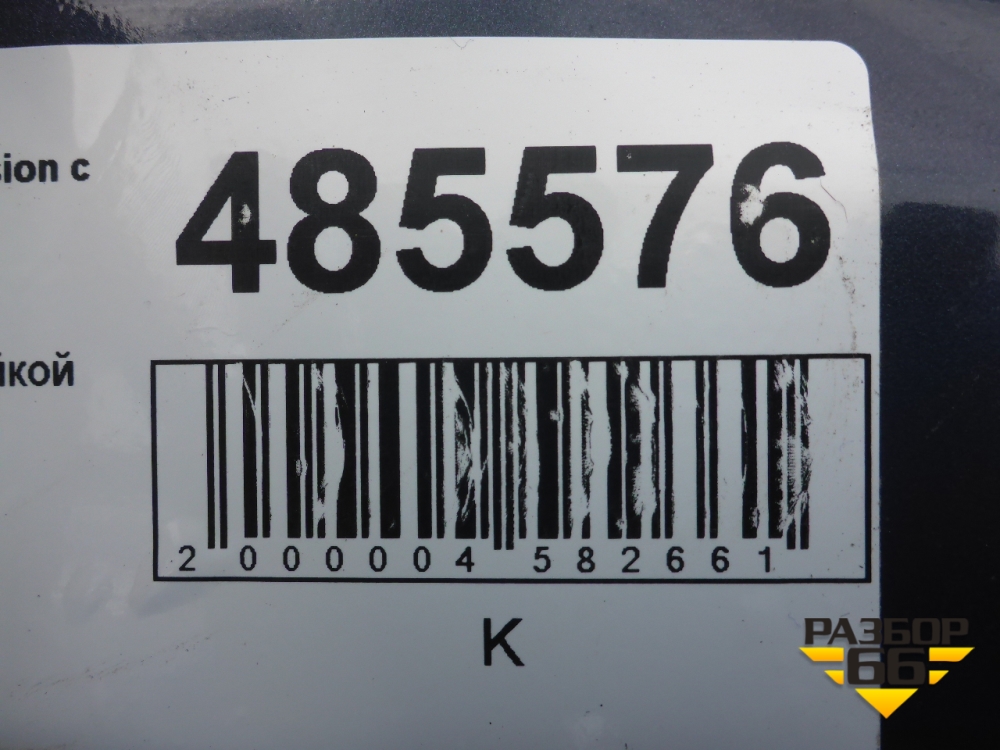 sion с
485576
йкой
2 000004 582661
K
РАЗБОР
66